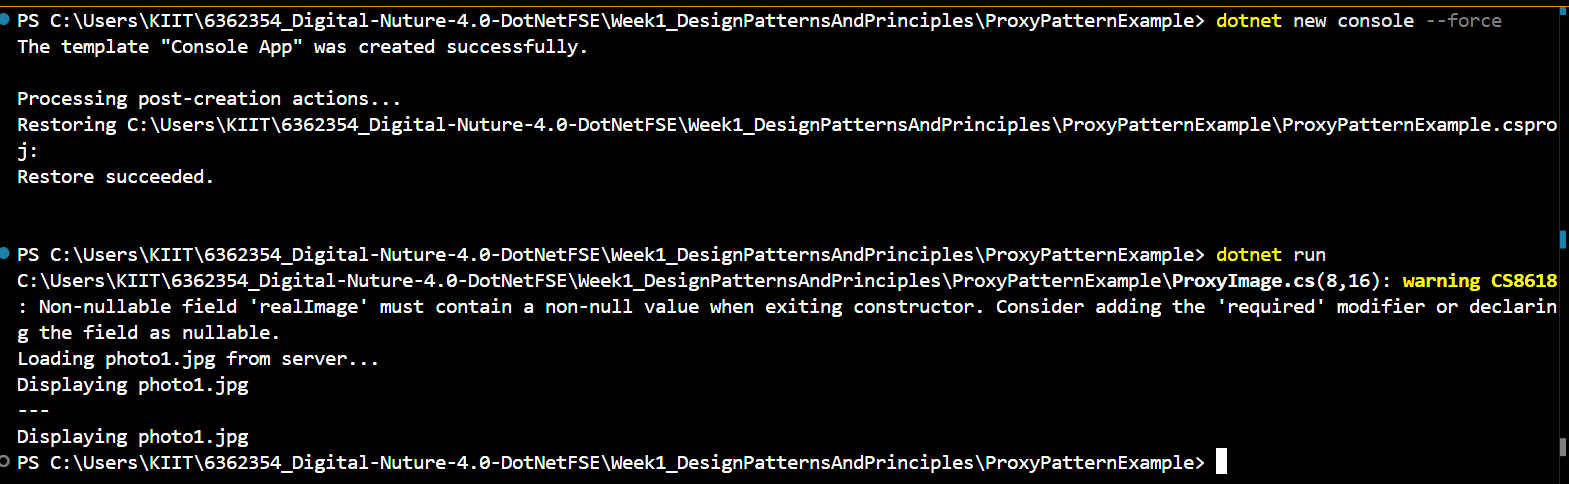 PS C:\Users\KIIT\6362354_Digital-Nuture-4.0-DotNetFSE\Week1_DesignPatternsAndPrinciples\ProxyPatternExample> dotnet new console --force
The template "Console App" was created successfully.
Processing post-creation actions...
Restoring C:\Users\KIIT\6362354_Digital-Nuture-4.0-DotNetFSE\Week1_DesignPatternsAndPrinciples\ProxyPatternExample\ProxyPatternExample.cspro
j:
Restore succeeded.
PS C:\Users\KIIT\6362354_Digital-Nuture-4.0-DotNetFSE\Week1_DesignPatternsAndPrinciples\ProxyPatternExample> dotnet run
C:\Users\KIIT\6362354_Digital-Nuture-4.0-DotNetFSE\Week1_DesignPatternsAndPrinciples\ProxyPatternExample\ProxyImage.cs(8,16): warning CS8618
: Non-nullable field 'realImage' must contain a non-null value when exiting constructor. Consider adding the 'required' modifier or declarin
g the field as nullable.
Loading photo1.jpg from server...
Displaying photo1.jpg
---
Displaying photo1.jpg
PS C:\Users\KIIT\6362354_Digital-Nuture-4.0-DotNetFSE\Week1_DesignPatternsAndPrinciples\ProxyPatternExample>